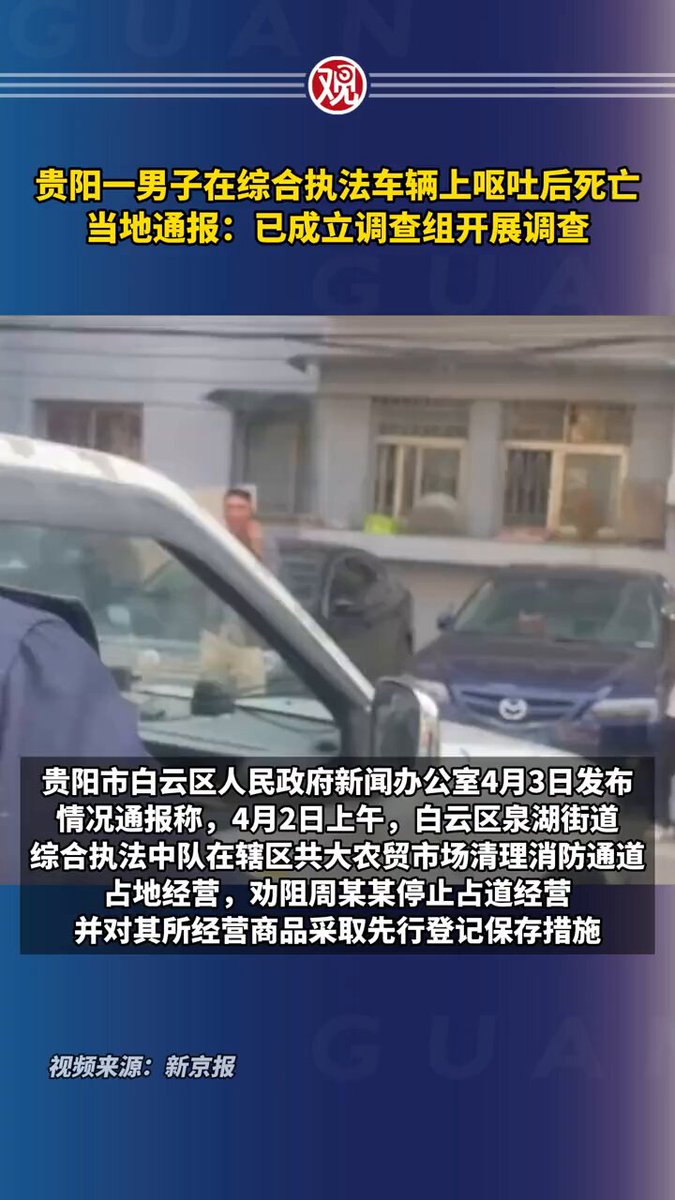 GUAN
观
贵阳一男子在综合执法车辆上呕吐后死亡
当地通报：已成立调查组开展调查
GUAN
贵阳市白云区人民政府新闻办公室4月3日发布
情况通报称，4月2日上午，白云区泉湖街道
综合执法中队在辖区共大农贸市场清理消防通道
占地经营，劝阻周某某停止占道经营
并对其所经营商品采取先行登记保存措施
GUAN
视频来源：新京报